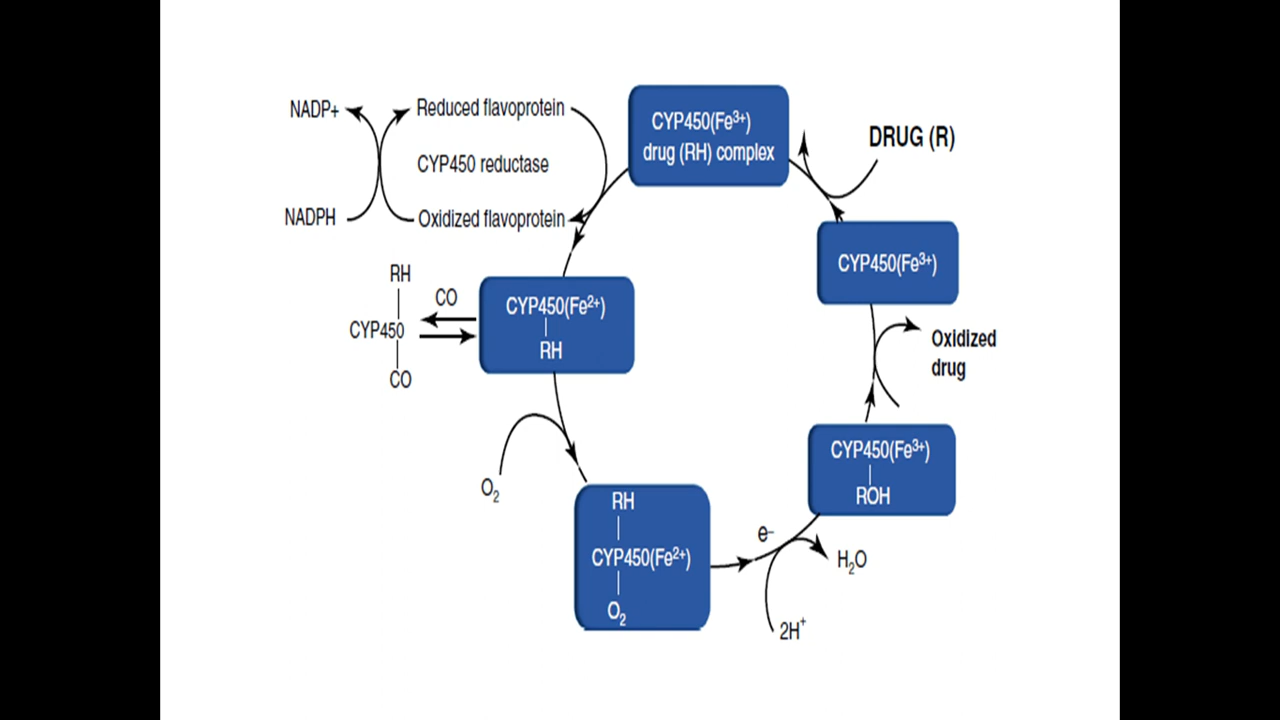 NADP+
Reduced flavoprotein
CYP450 reductase
NADPH
Oxidized flavoprotein
CYP450(Fe³⁺)
drug (RH) complex
DRUG (R)
CYP450(Fe³⁺)
RH
CYP450
CO
CO
CYP450(Fe²⁺)
RH
Oxidized
drug
O₂
RH
CYP450(Fe²⁺)
O₂
e⁻
2H⁺
H₂O
CYP450(Fe³⁺)
ROH